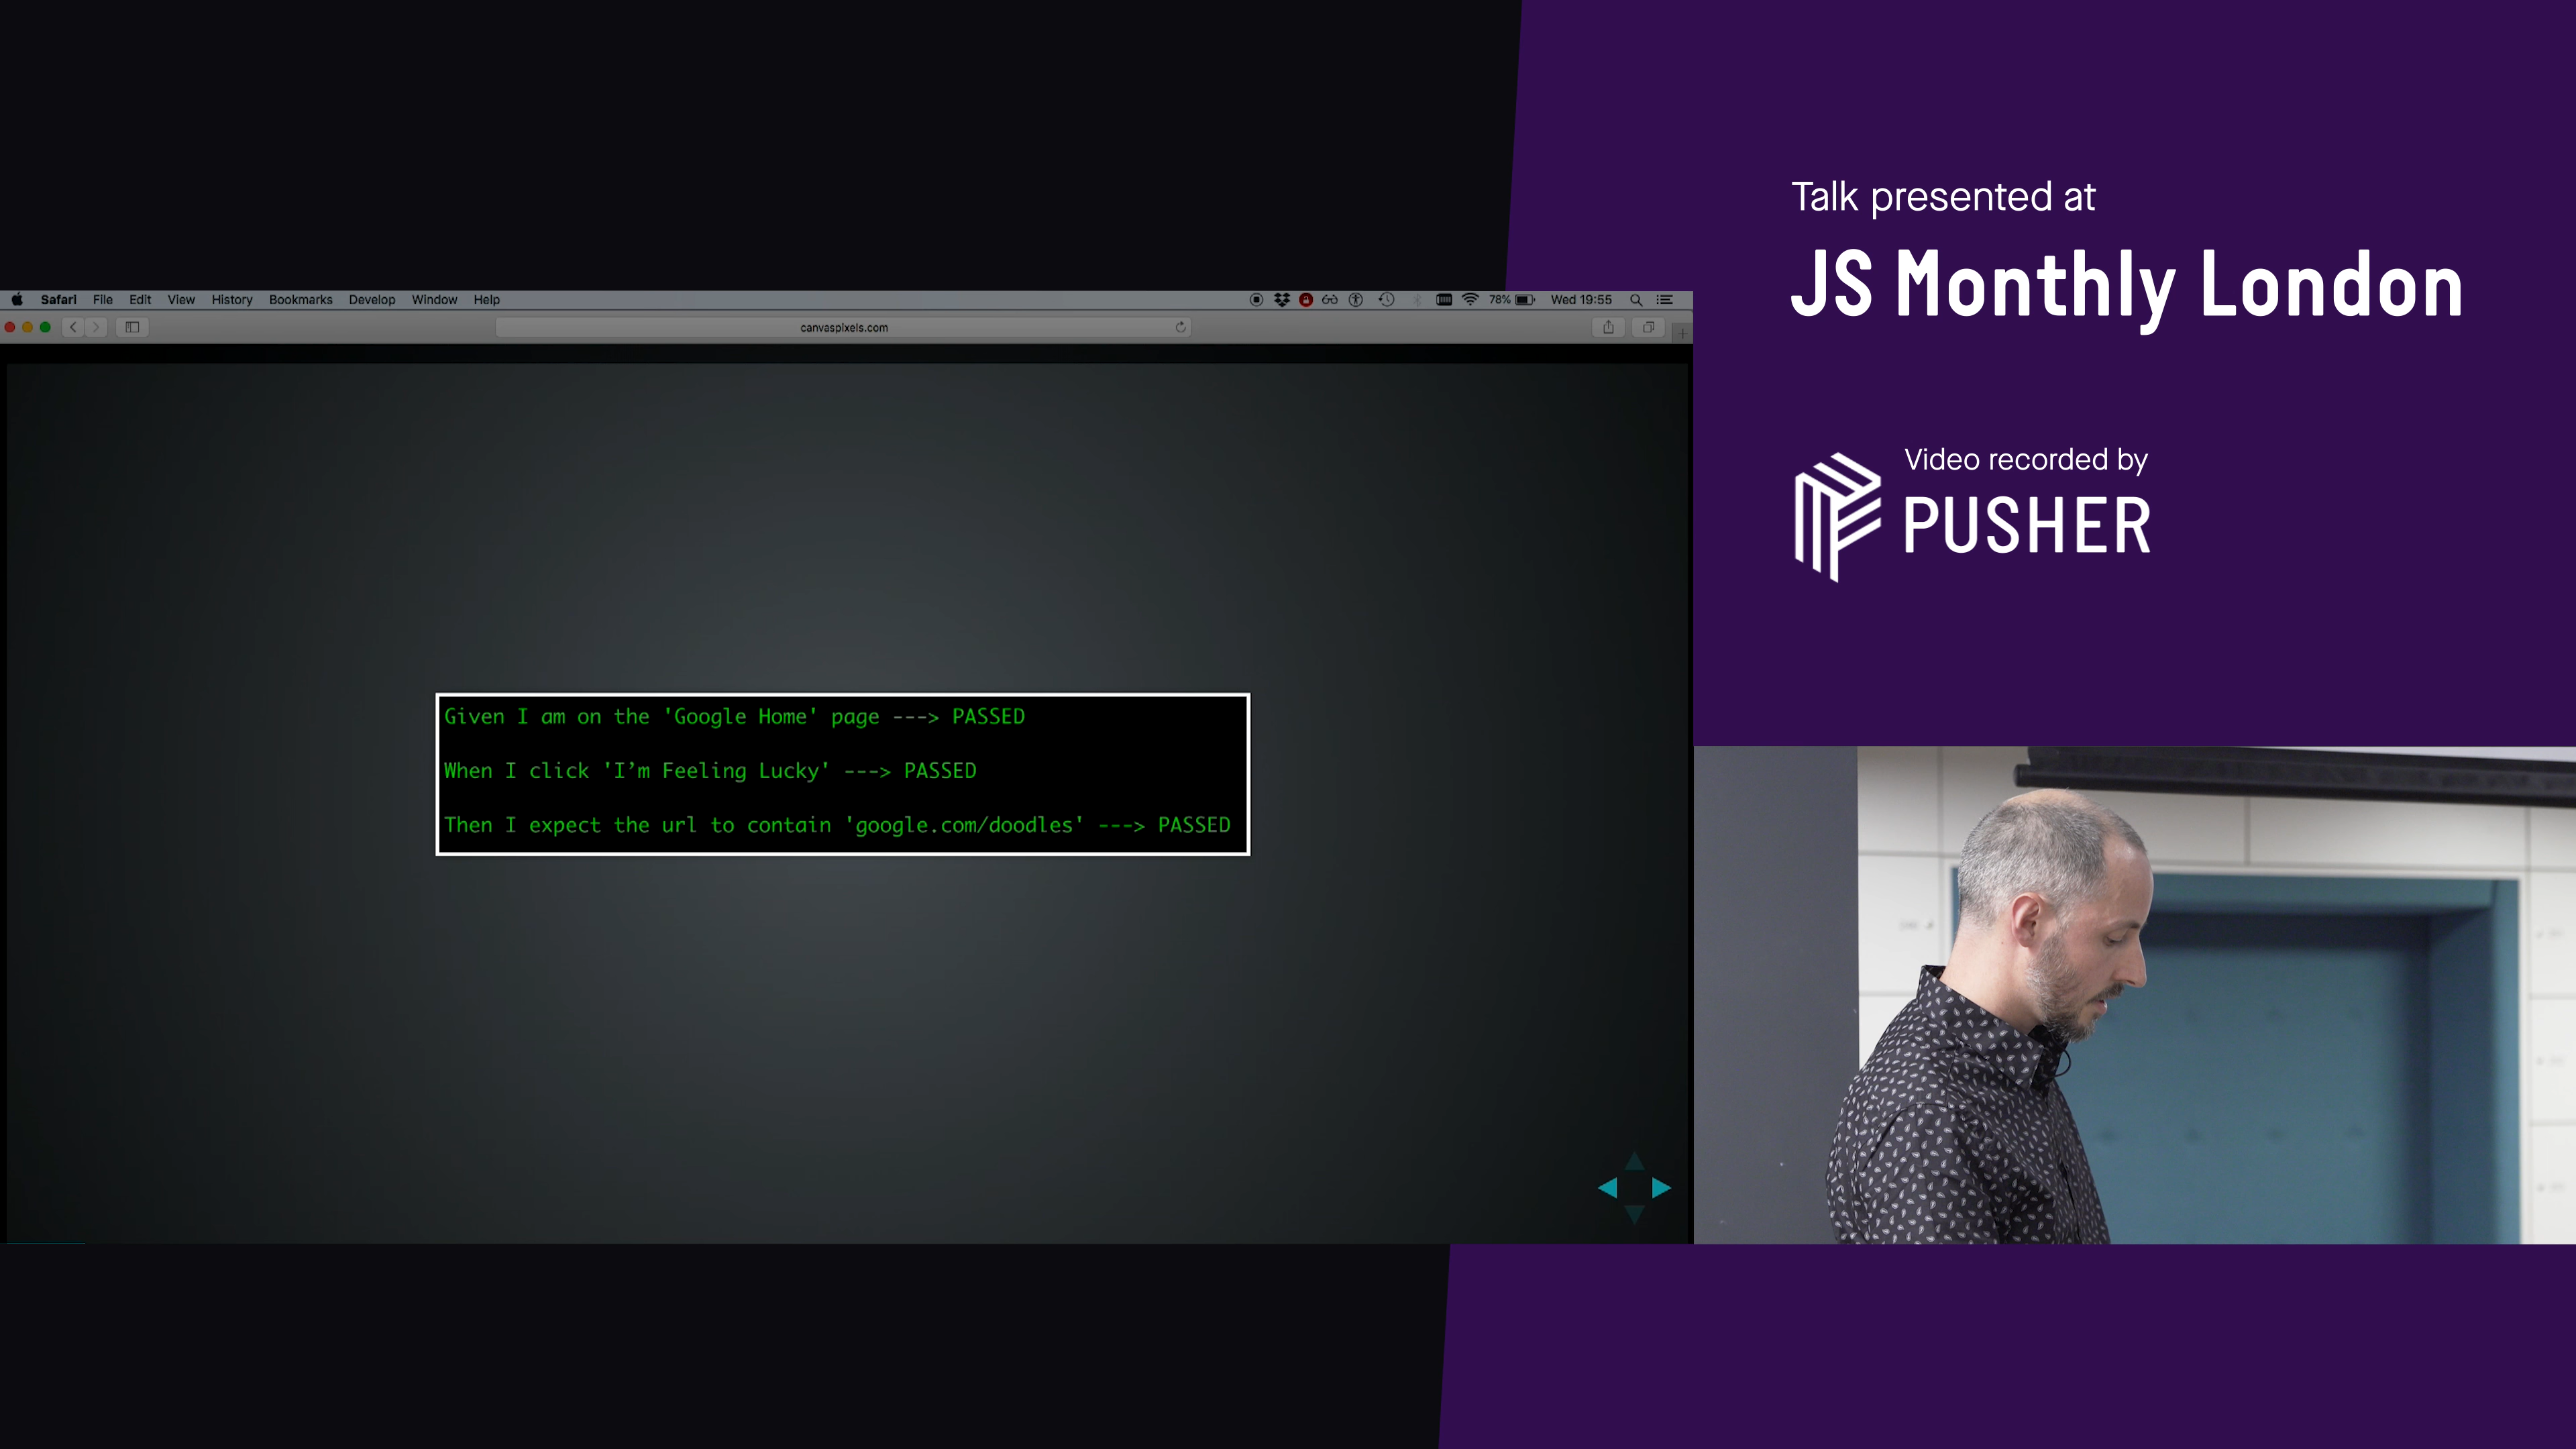 Talk presented at
JS Monthly London
Safari File Edit View History Bookmarks Develop Window Help
78% Wed 19:55
canvaspixels.com
Video recorded by
PUSHER
Given I am on the 'Google Home' page ---> PASSED
When I click 'I’m Feeling Lucky' ---> PASSED
Then I expect the url to contain 'google.com/doodles' ---> PASSED